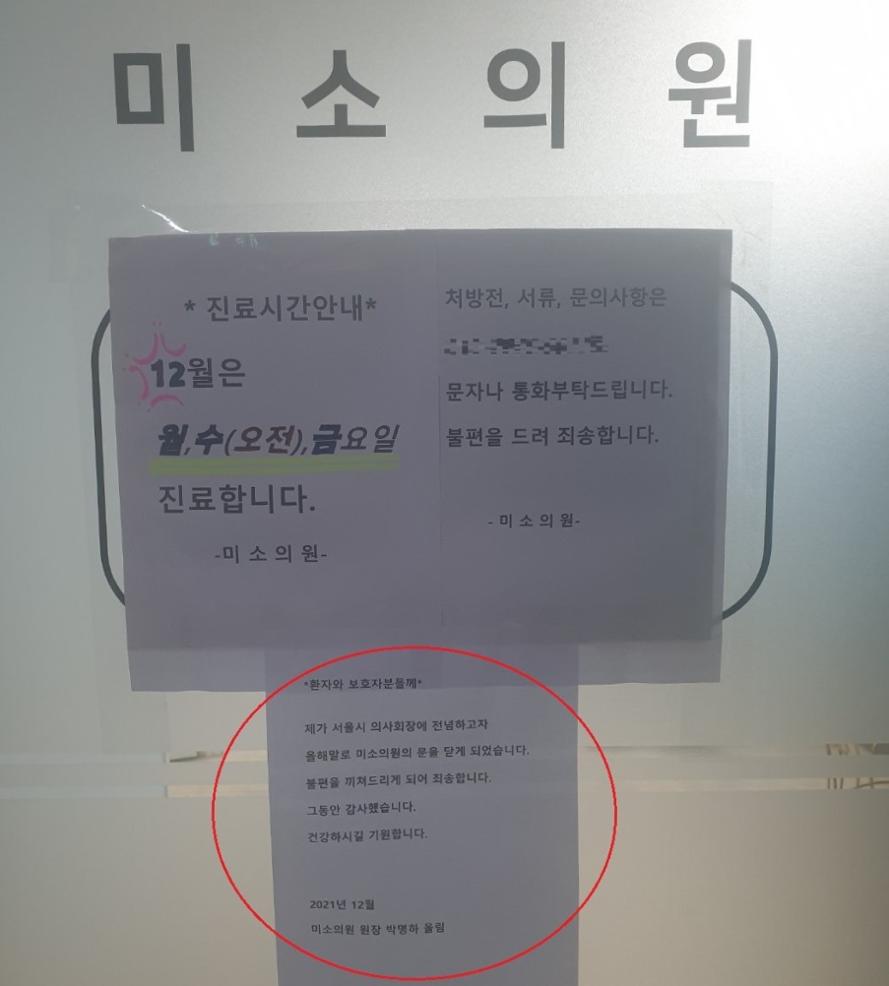 미소의원
* 진료시간안내*
12월은
월,수(오전),금요일
진료합니다.
-미 소 의 원-
처방전, 서류, 문의사항은
문자나 통화부탁드립니다.
불편을 드려 죄송합니다.
- 미 소 의 원-
*환자와 보호자분들께*
제가 서울시 의사회장에 전념하고자
올해말로 미소의원의 문을 닫게 되었습니다.
불편을 끼쳐드리게 되어 죄송합니다.
그동안 감사했습니다.
건강하시길 기원합니다.
2021년 12월
미소의원 원장 박명하 올림